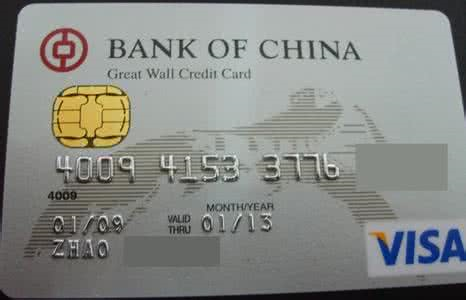 BANK OF CHINA
Great Wall Credit Card
4009 4153 3776
4009
MONTH/YEAR
01/09 VALID THRU 01/13
ZHAO
VISA